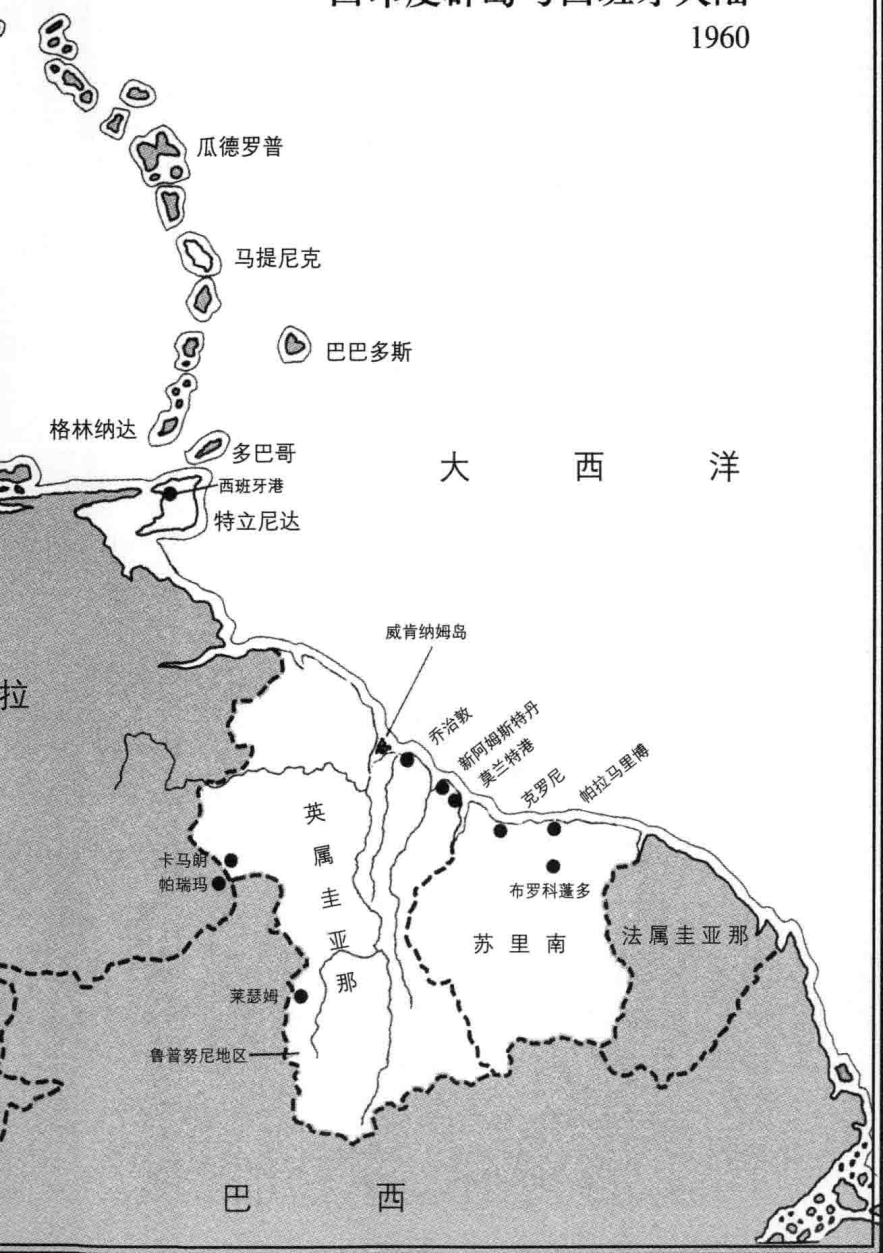 1960
瓜德罗普
马提尼克
巴巴多斯
格林纳达
多巴哥
大西洋
西班牙港
特立尼达
威肯纳姆岛
拉
乔治敦
新阿姆斯特丹
莫兰特港
克罗尼
帕拉马里博
英属圭亚那
卡马朗
帕瑞玛
布罗科蓬多
苏里南
法属圭亚那
莱瑟姆
鲁普努尼地区
巴西